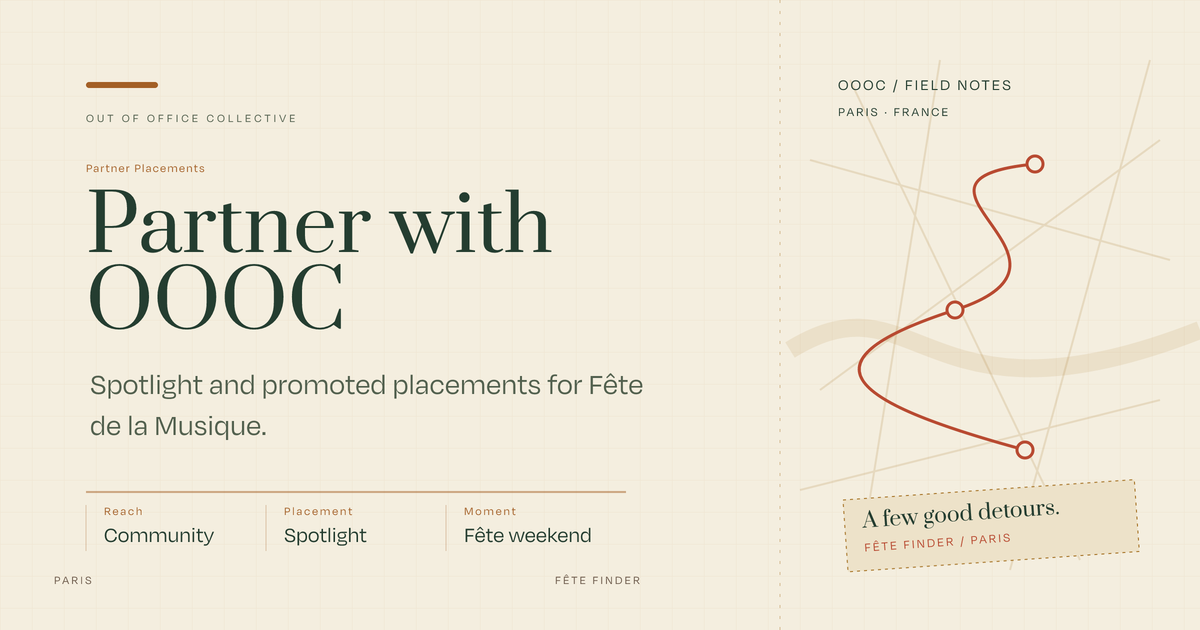 OUT OF OFFICE COLLECTIVE
Partner Placements
Partner with
OOOC
Spotlight and promoted placements for Fête
de la Musique.
Reach
Community
Placement
Spotlight
Moment
Fête weekend
PARIS
FÊTE FINDER
OOOC / FIELD NOTES
PARIS · FRANCE
A few good detours.
FÊTE FINDER / PARIS